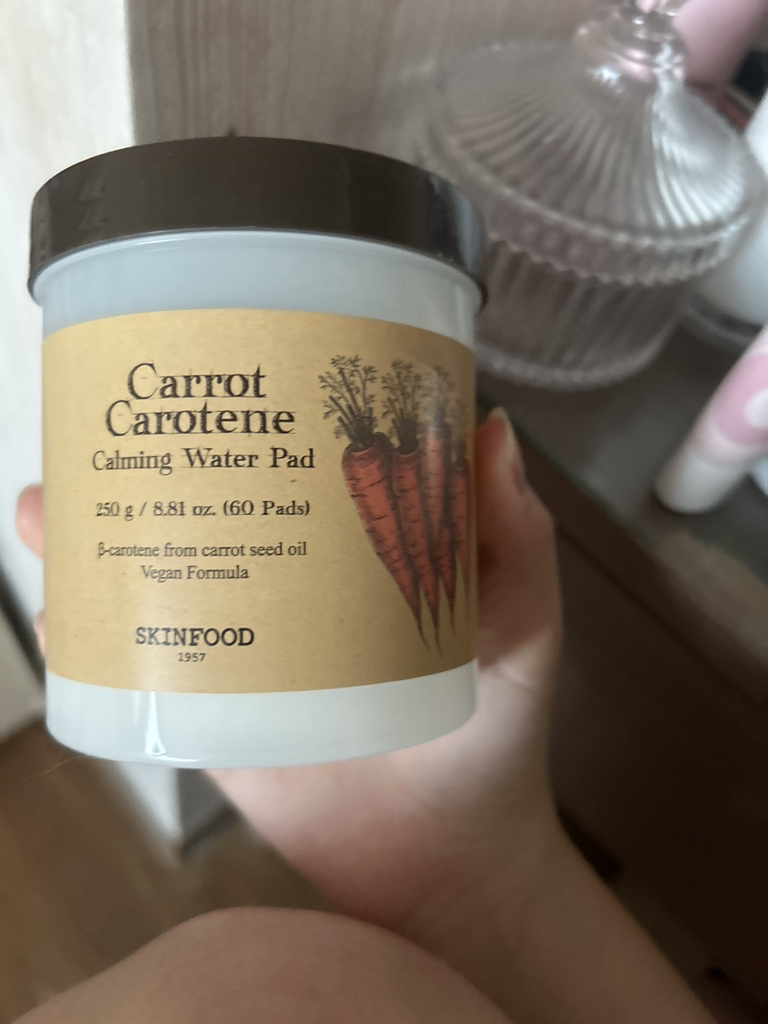 Carrot
Carotene
Calming Water Pad
250 g / 8.81 oz. (60 Pads)
β-carotene from carrot seed oil
Vegan Formula
SKINFOOD
1957